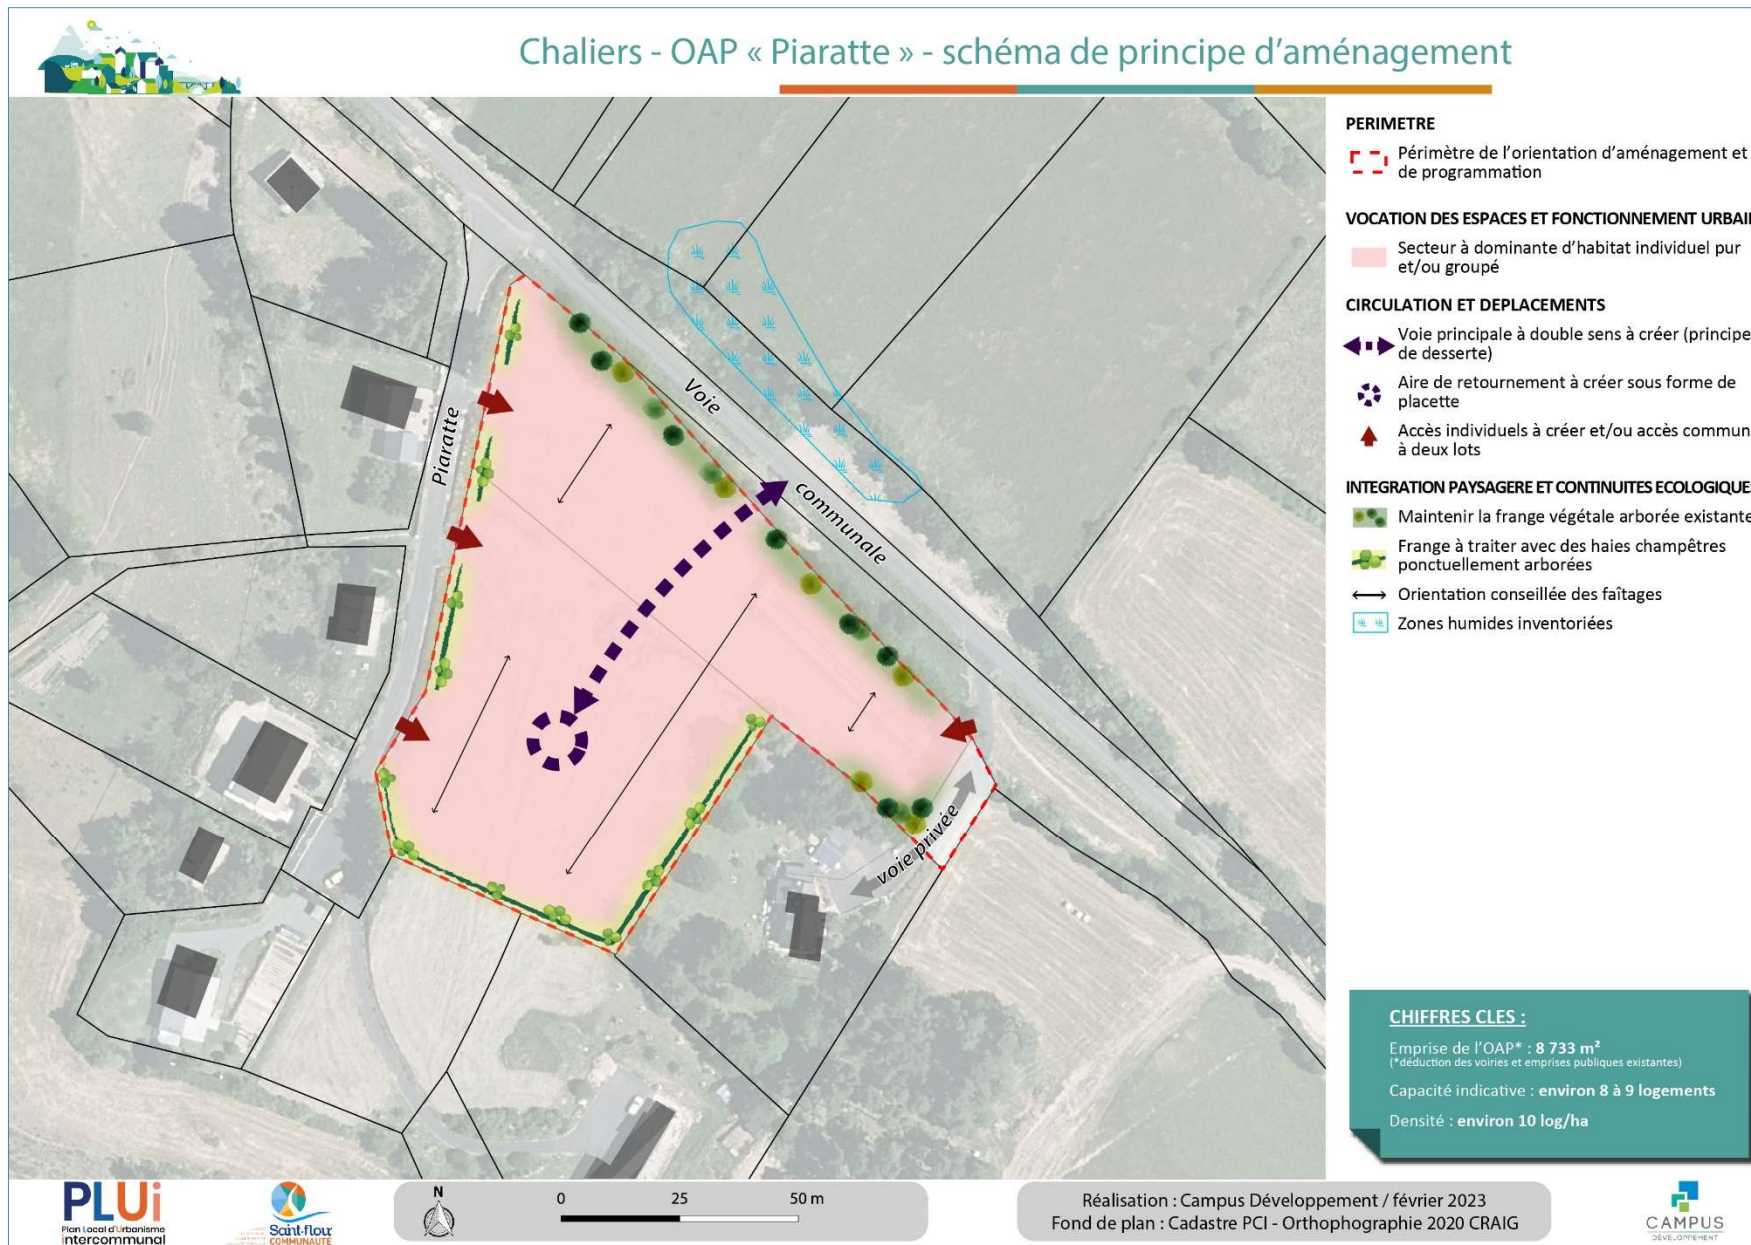 Chaliers - OAP « Piaratte » - schéma de principe d’aménagement
PERIMETRE
Périmètre de l’orientation d’aménagement et
de programmation
VOCATION DES ESPACES ET FONCTIONNEMENT URBAI
Secteur à dominante d’habitat individuel pur
et/ou groupé
CIRCULATION ET DEPLACEMENTS
Voie principale à double sens à créer (principe
de desserte)
Aire de retournement à créer sous forme de
placette
Accès individuels à créer et/ou accès commun
à deux lots
INTEGRATION PAYSAGERE ET CONTINUITES ECOLOGIQUE
Maintenir la frange végétale arborée existante
Frange à traiter avec des haies champêtres
ponctuellement arborées
Orientation conseillée des faîtages
Zones humides inventoriées
Piaratte
Voie
communale
voie privée
CHIFFRES CLES :
Emprise de l’OAP* : 8 733 m²
(*déduction des voiries et emprises publiques existantes)
Capacité indicative : environ 8 à 9 logements
Densité : environ 10 log/ha
PLUi
Plan Local d'Urbanisme
intercommunal
Saint-flour
COMMUNAUTÉ
N
0 25 50 m
Réalisation : Campus Développement / février 2023
Fond de plan : Cadastre PCI - Orthophographie 2020 CRAIG
CAMPUS
DÉVELOPPEMENT